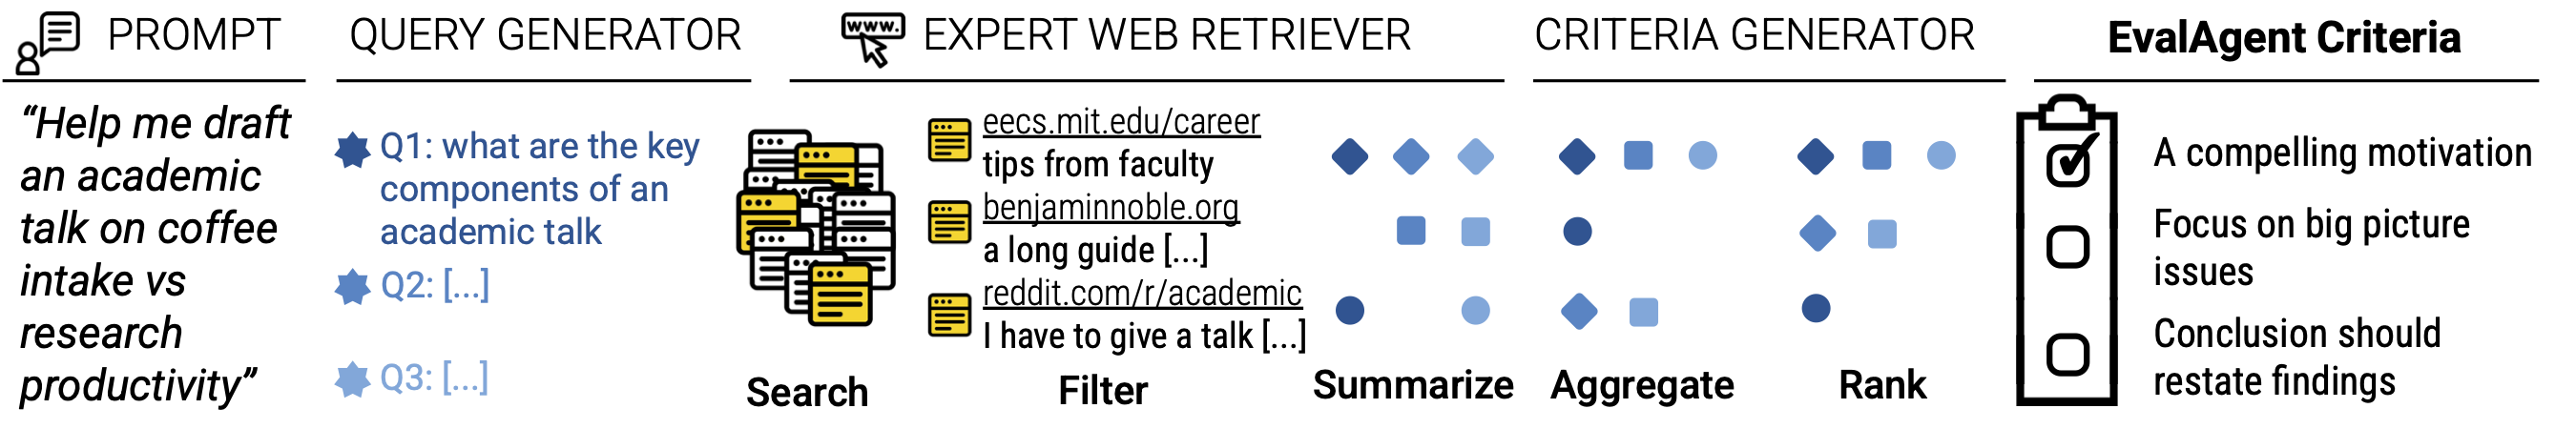 PROMPT
QUERY GENERATOR
www.
EXPERT WEB RETRIEVER
CRITERIA GENERATOR
EvalAgent Criteria
“Help me draft
an academic
talk on coffee
intake vs
research
productivity”
Q1: what are the key
components of an
academic talk
Q2: [...]
Q3: [...]
Search
eecs.mit.edu/career
tips from faculty
benjaminnoble.org
a long guide [...]
reddit.com/r/academic
I have to give a talk [...]
Filter
Summarize
Aggregate
Rank
A compelling motivation
Focus on big picture
issues
Conclusion should
restate findings